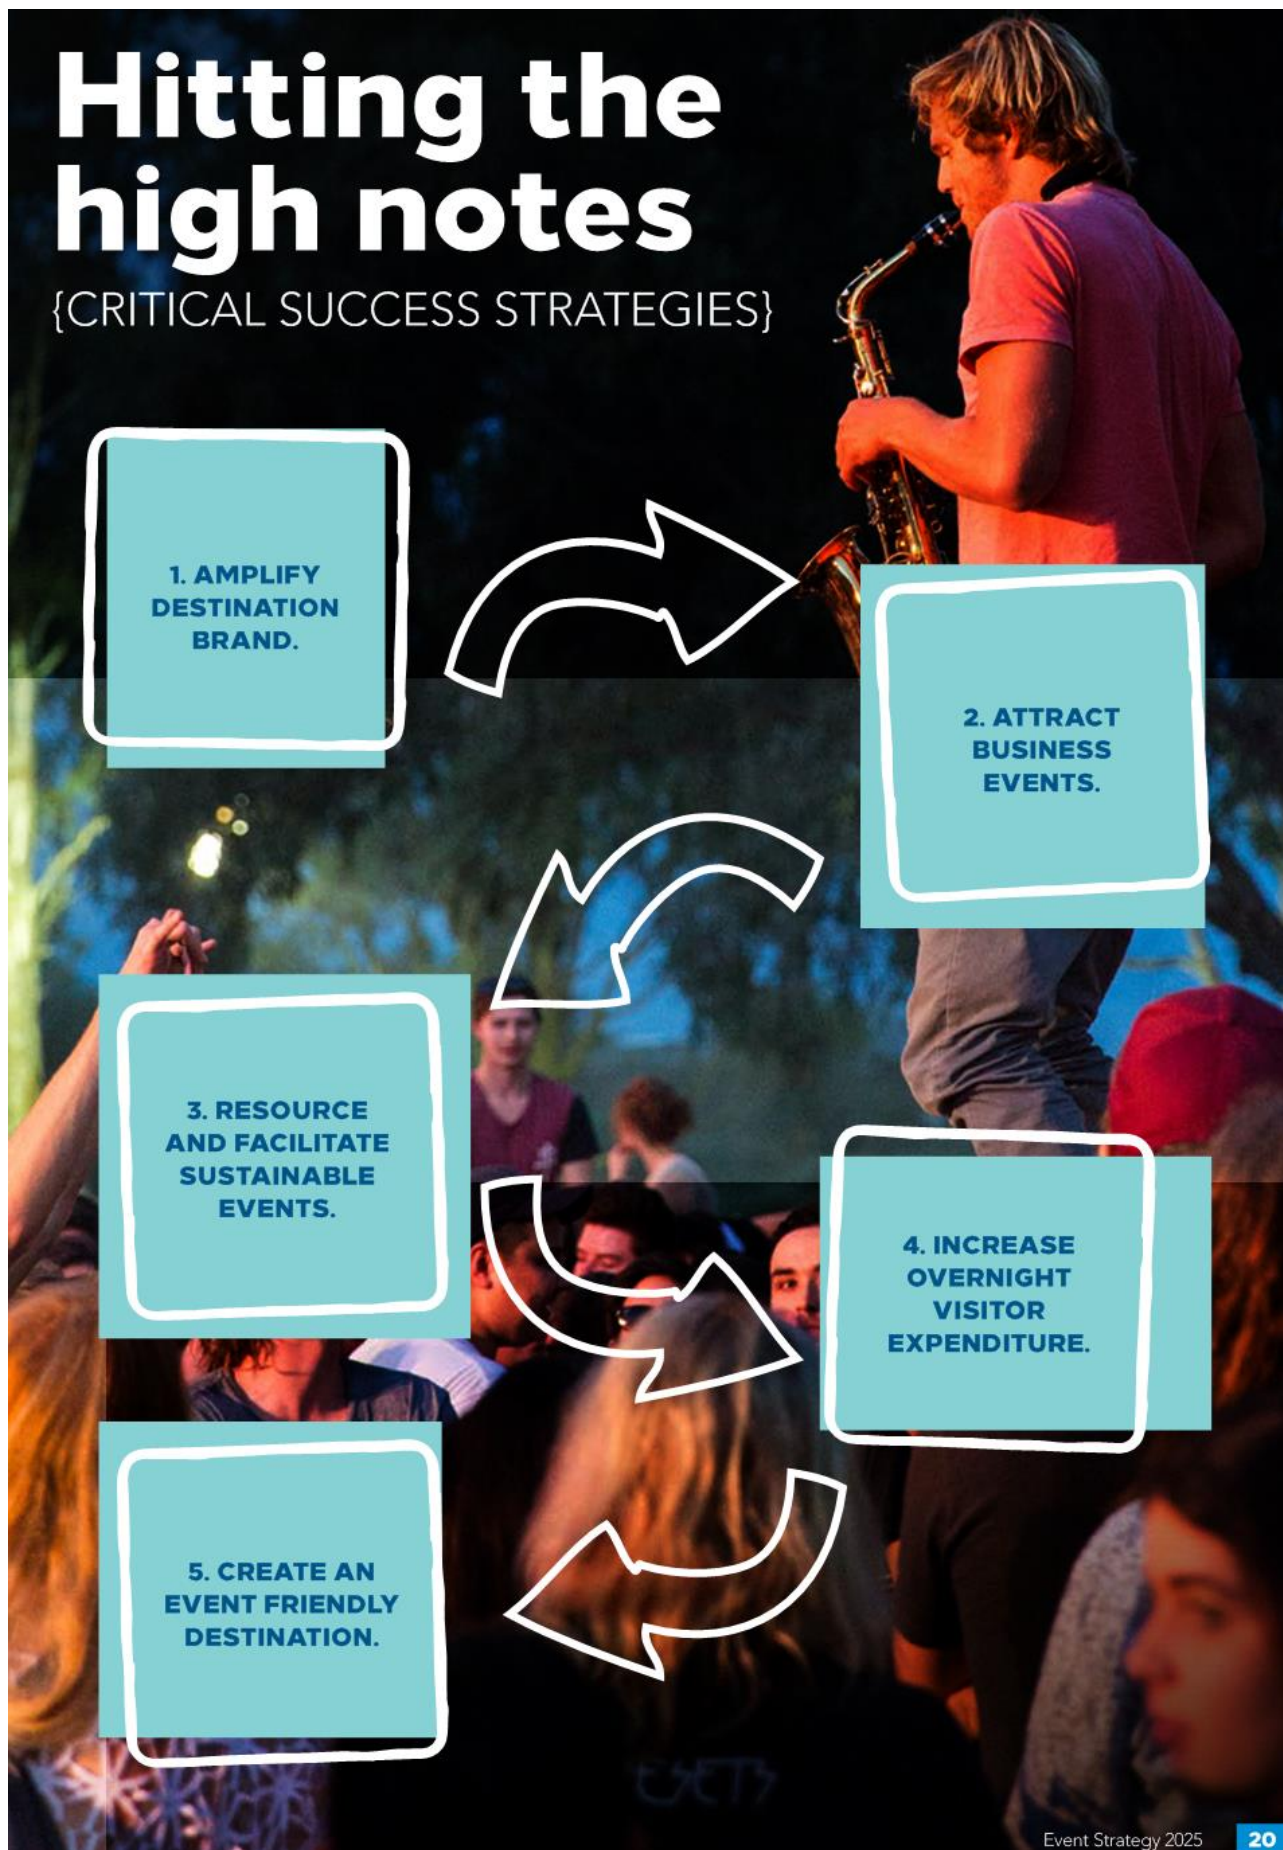 Hitting the
high notes
{CRITICAL SUCCESS STRATEGIES}
1. AMPLIFY
DESTINATION
BRAND.
2. ATTRACT
BUSINESS
EVENTS.
3. RESOURCE
AND FACILITATE
SUSTAINABLE
EVENTS.
4. INCREASE
OVERNIGHT
VISITOR
EXPENDITURE.
5. CREATE AN
EVENT FRIENDLY
DESTINATION.
Event Strategy 2025
20